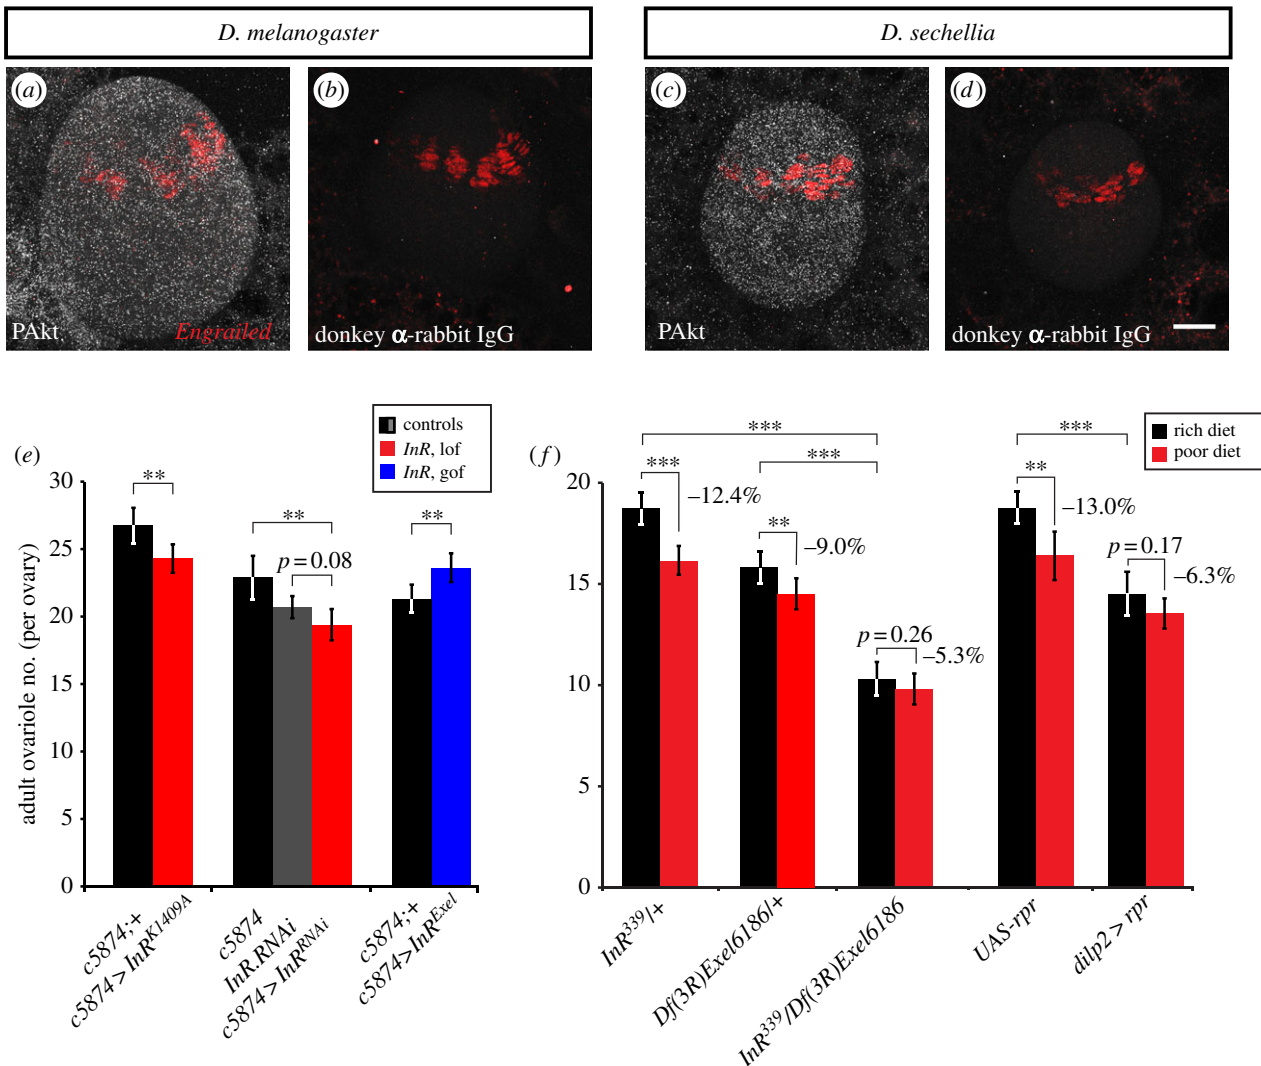 D. melanogaster
D. sechellia
(a)
(b)
(c)
(d)
PAkt
Engrailed
donkey α-rabbit IgG
PAkt
donkey α-rabbit IgG
(e)
controls
InR, lof
InR, gof
adult ovariole no. (per ovary)
30
25
20
15
10
5
0
**
**
p = 0.08
**
c5874;+
c5874 > InR^K1409A
c5874
InR.RNAi
c5874 > InR^RNAi
c5874;+
c5874>InR^Exel
(f)
rich diet
poor diet
20
15
10
5
0
***
***
***
–12.4%
**
–9.0%
p = 0.26
–5.3%
***
**
–13.0%
p = 0.17
–6.3%
InR^339/+
Df(3R)Exel6186/+
InR^339/Df(3R)Exel6186
UAS-rpr
dilp2 > rpr